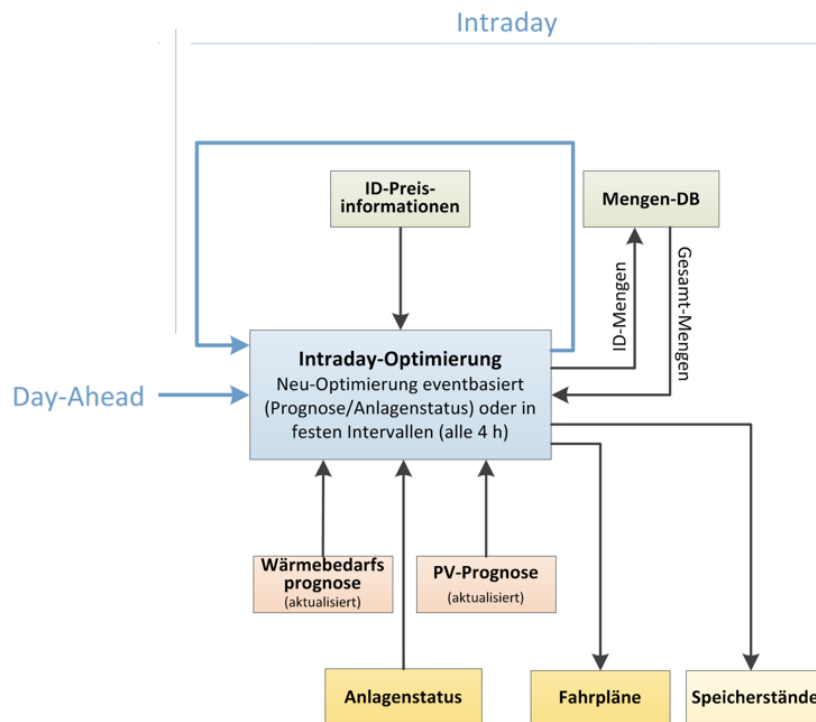 Intraday
ID-Preis-
informationen
Mengen-DB
ID-Mengen
Gesamt-Mengen
Day-Ahead
Intraday-Optimierung
Neu-Optimierung eventbasiert
(Prognose/Anlagenstatus) oder in
festen Intervallen (alle 4 h)
Wärmebedarfs
prognose
(aktualisiert)
PV-Prognose
(aktualisiert)
Anlagenstatus
Fahrpläne
Speicherstände